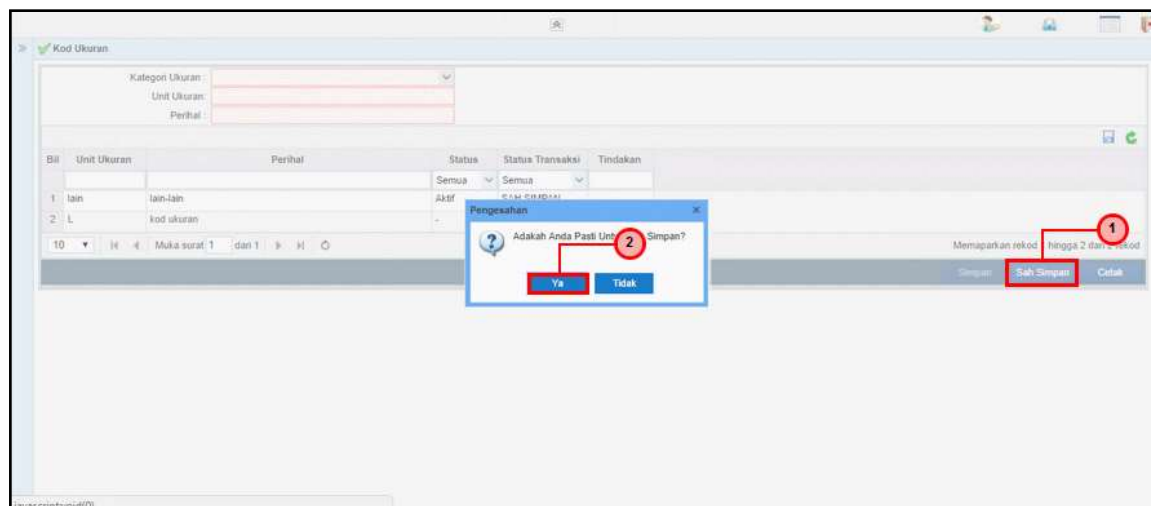 Kod Ukuran
Kategori Ukuran :
Unit Ukuran:
Perihal :
Bil Unit Ukuran Perihal Status Status Transaksi Tindakan
Semua Semua
1 lain lain-lain Aktif SAH SIMPAN
2 L kod ukuran -
10 Muka surat 1 dari 1
Memaparkan rekod hingga 2 dari 2 rekod
Simpan Sah Simpan Cetak
1
Pengesahan
Adakah Anda Pasti Simpan?
2
Ya Tidak